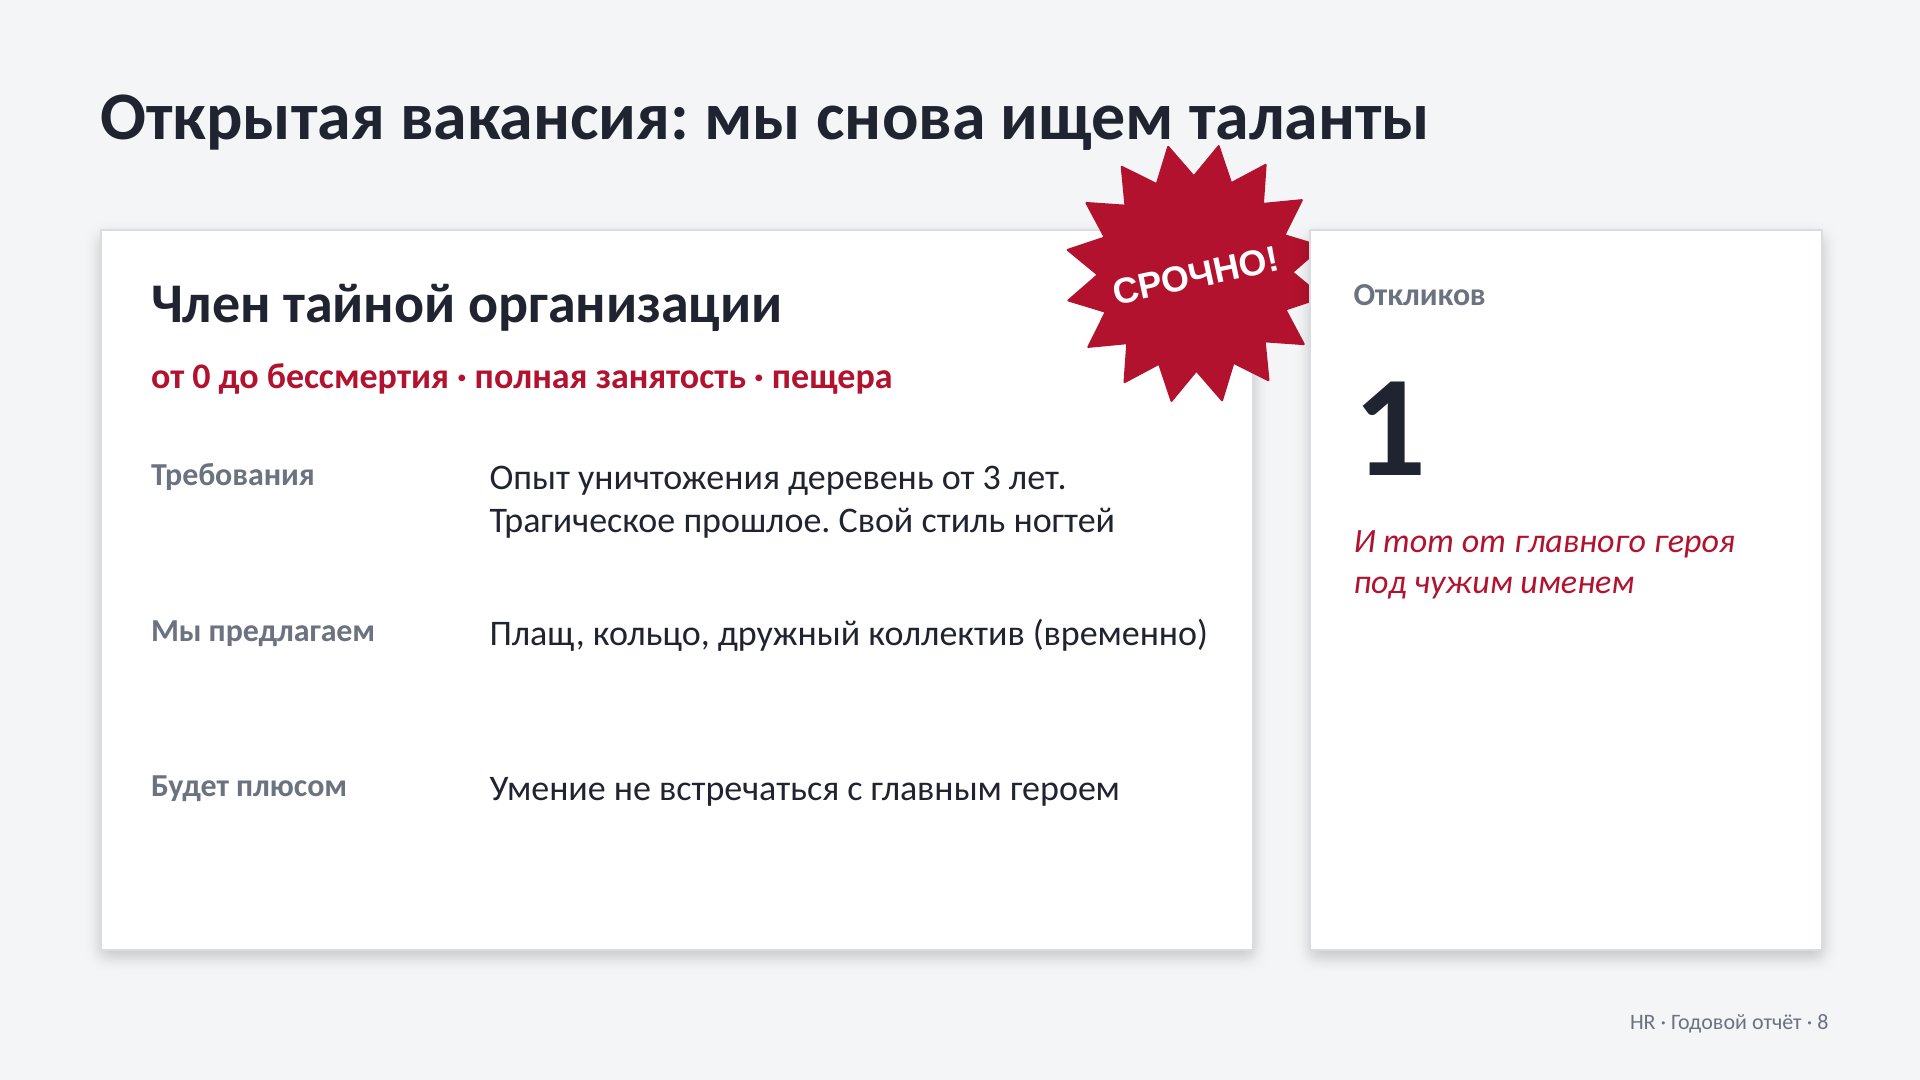 Открытая вакансия: мы снова ищем таланты
СРОЧНО!
Член тайной организации
от 0 до бессмертия · полная занятость · пещера
Требования
Опыт уничтожения деревень от 3 лет.
Трагическое прошлое. Свой стиль ногтей
Мы предлагаем
Плащ, кольцо, дружный коллектив (временно)
Будет плюсом
Умение не встречаться с главным героем
Откликов
1
И тот от главного героя
под чужим именем
HR · Годовой отчёт · 8